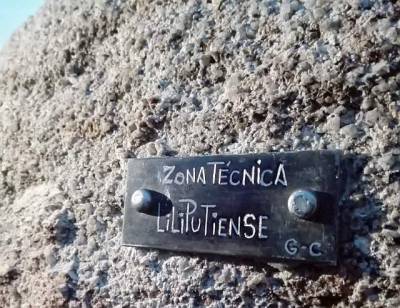 ZONA TÉCNICA
LiLiPUTiENSE
G-C